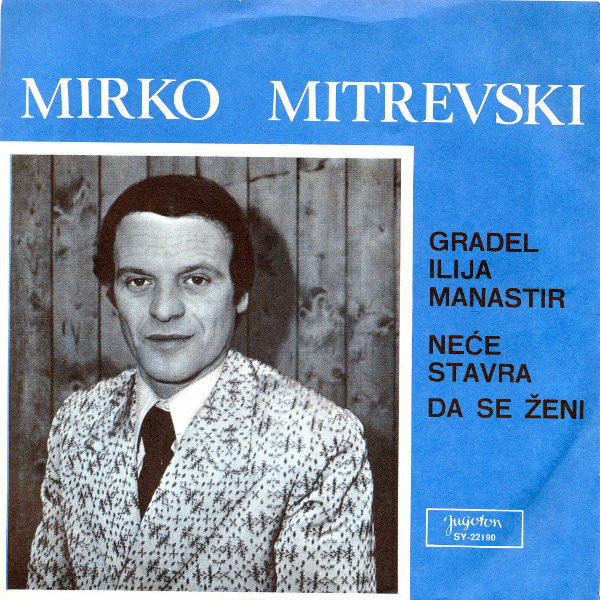 MIRKO MITREVSKI
GRADEL
ILIJA
MANASTIR
NEĆE
STAVRA
DA SE ŽENI
Jugoton
SY-22190